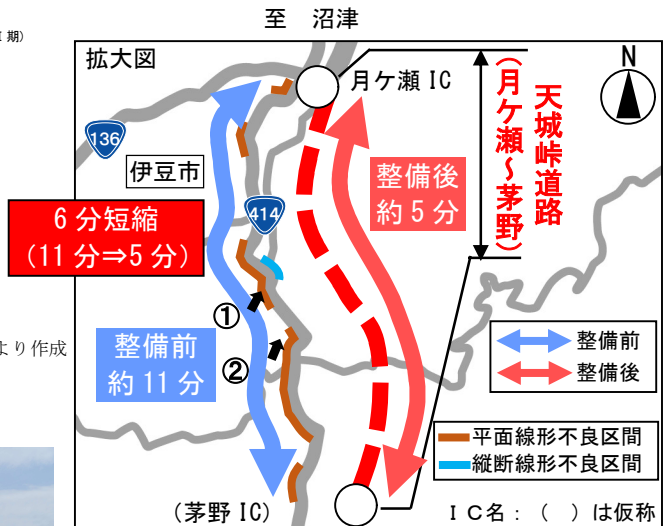 至 沼津
Ⅰ期)
拡大図
N
月ケ瀬 IC
天城峠道路
(月ケ瀬～茅野)
136
伊豆市
414
整備後
約 5 分
6 分短縮
(11 分⇒5 分)
①
②
より作成
整備前
約 11 分
整備前
整備後
平面線形不良区間
縦断線形不良区間
(茅野 IC)
ＩＣ名：（ ）は仮称